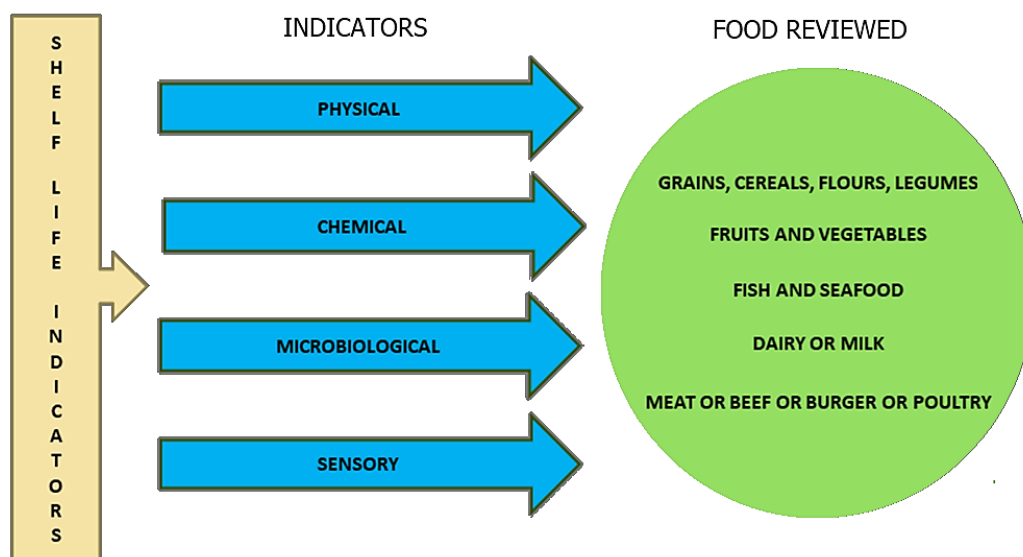 SHELF LIFE INDICATORS
INDICATORS
PHYSICAL
CHEMICAL
MICROBIOLOGICAL
SENSORY
FOOD REVIEWED
GRAINS, CEREALS, FLOURS, LEGUMES
FRUITS AND VEGETABLES
FISH AND SEAFOOD
DAIRY OR MILK
MEAT OR BEEF OR BURGER OR POULTRY